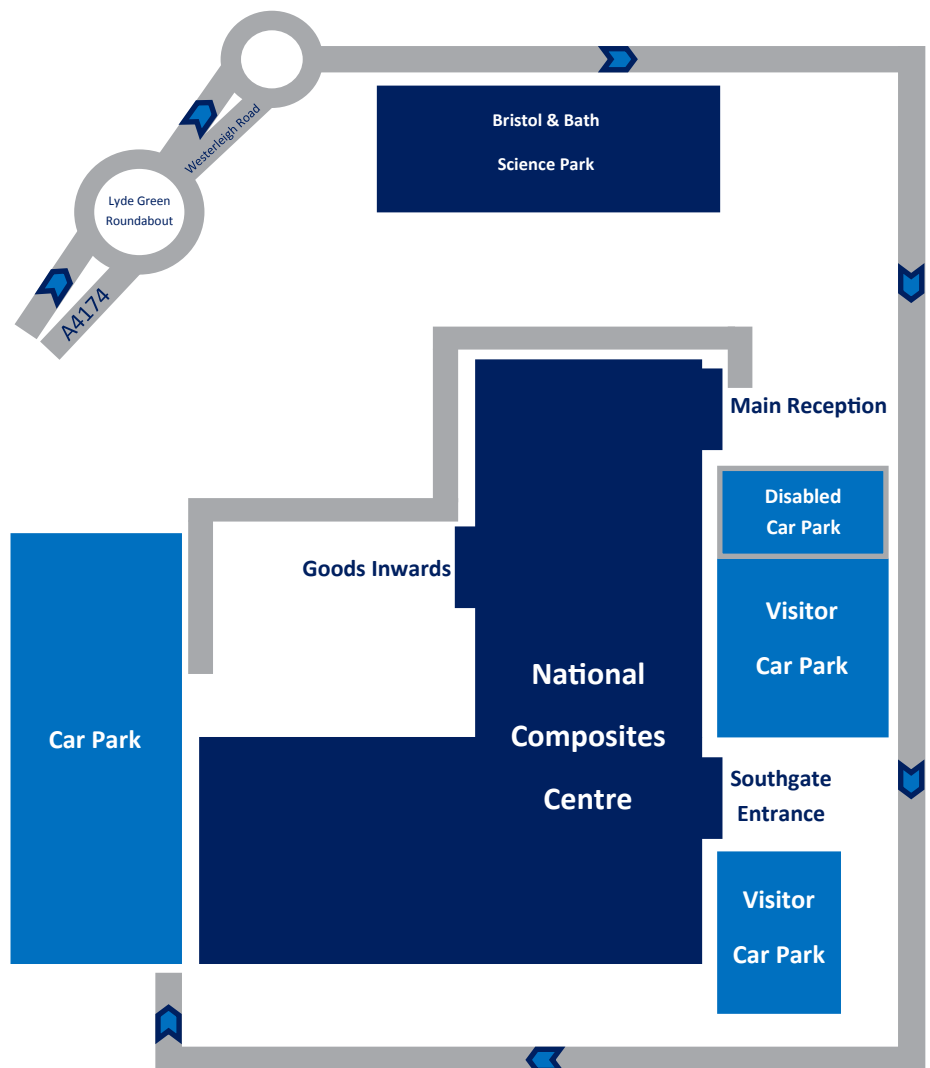 Westerleigh Road
Bristol & Bath
Science Park
Lyde Green
Roundabout
A4174
Main Reception
Disabled
Car Park
Goods Inwards
Visitor
Car Park
National
Composites
Centre
Car Park
Southgate
Entrance
Visitor
Car Park